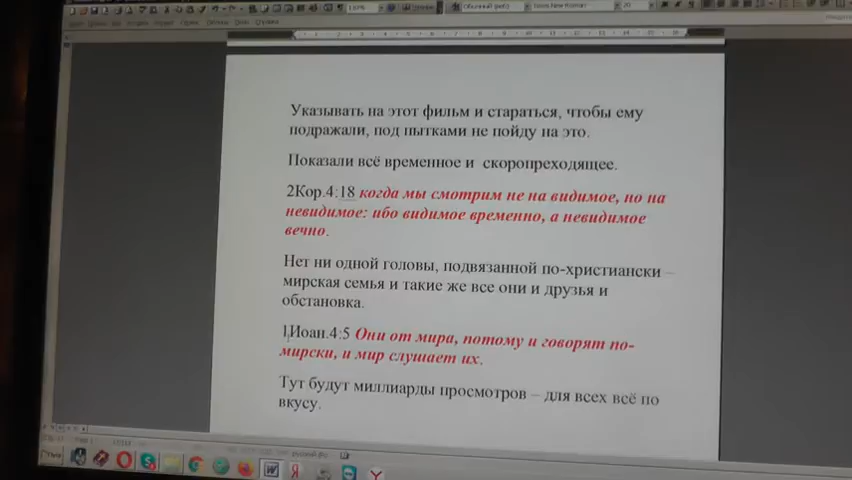 Указывать на этот фильм и стараться, чтобы ему
подражали, под пытками не пойду на это.
Показали всё временное и скоропреходящее.
2Кор.4:18 когда мы смотрим не на видимое, но на
невидимое: ибо видимое временно, а невидимое
вечно.
Нет ни одной головы, подвязанной по-христиански –
мирская семья и такие же все они и друзья и
обстановка.
1Иоан.4:5 Они от мира, потому и говорят по-
мирски, и мир слушает их.
Тут будут миллиарды просмотров – для всех всё по
вкусу.